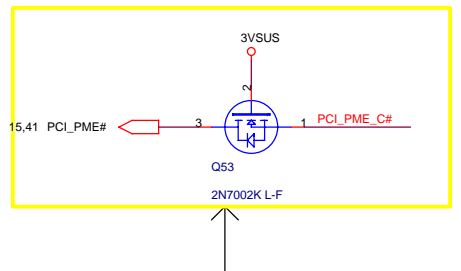 3VSUS
2
15,41 PCI_PME#
3
1
PCI_PME_C#
Q53
2N7002K L-F